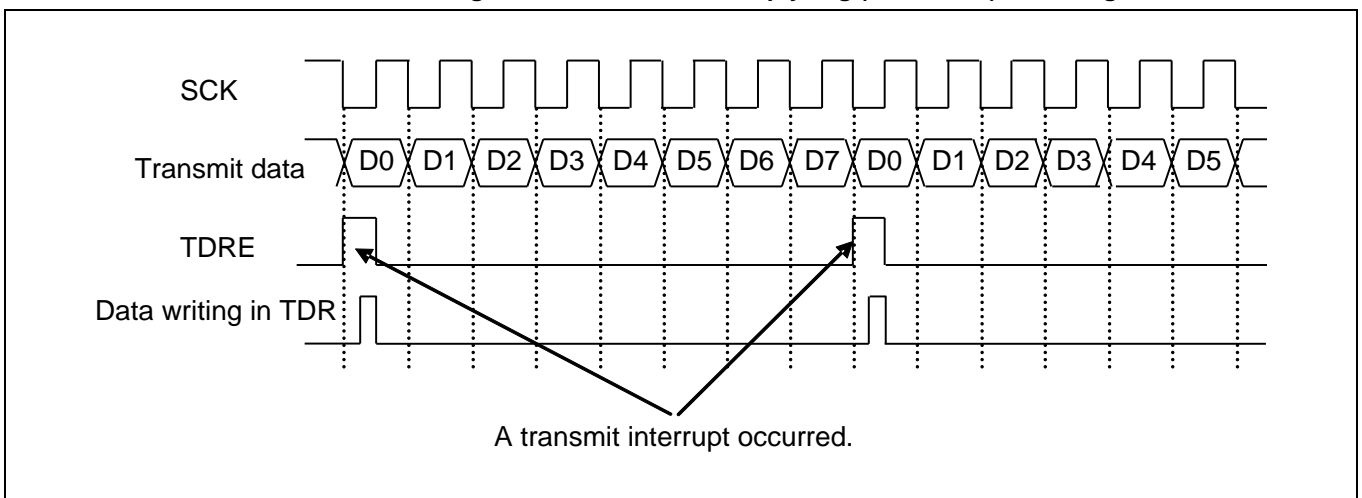 SCK
Transmit data D0 D1 D2 D3 D4 D5 D6 D7 D0 D1 D2 D3 D4 D5
TDRE
Data writing in TDR
A transmit interrupt occurred.